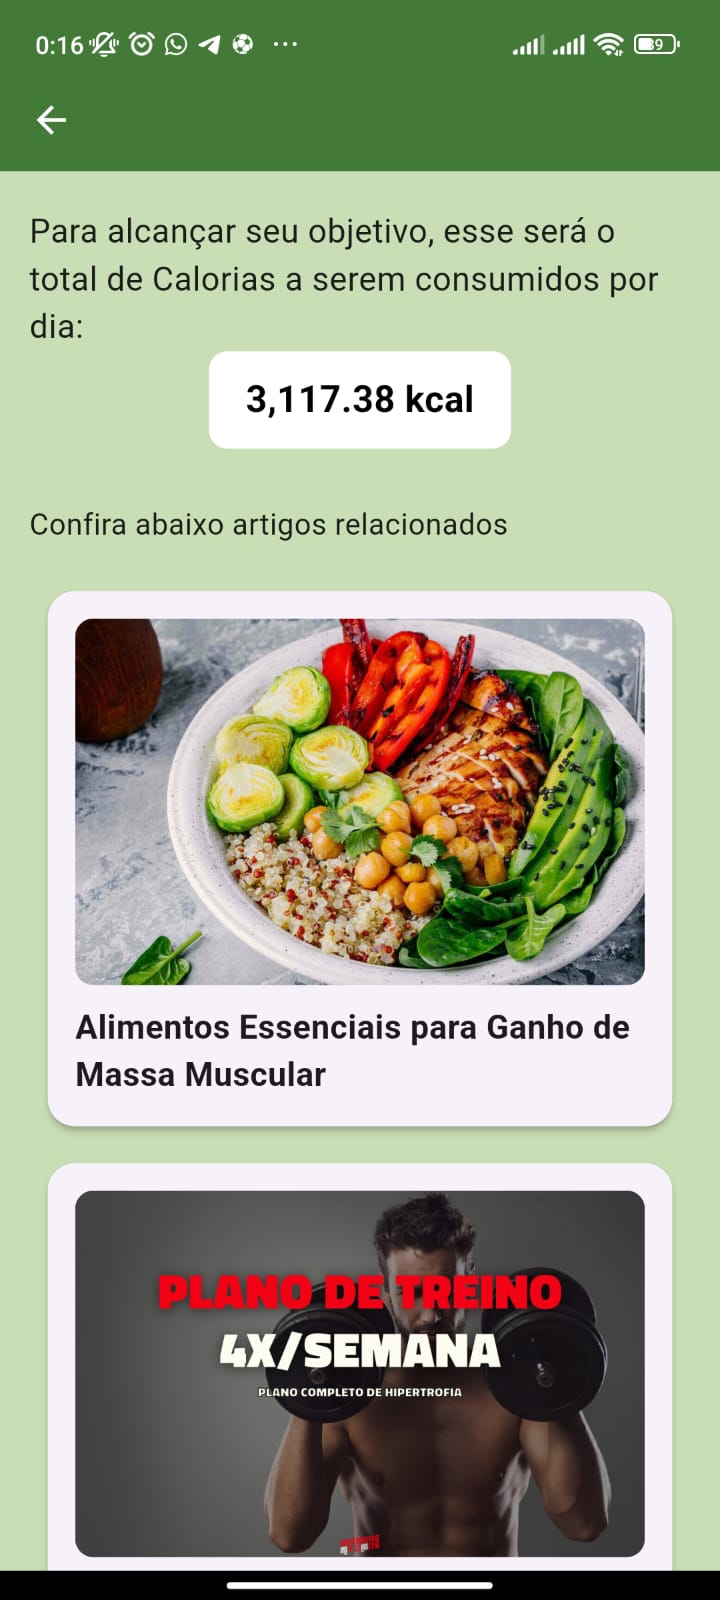 0:16
39
Para alcançar seu objetivo, esse será o
total de Calorias a serem consumidos por
dia:
3,117.38 kcal
Confira abaixo artigos relacionados
Alimentos Essenciais para Ganho de
Massa Muscular
PLANO DE TREINO
4X/SEMANA
PLANO COMPLETO DE HIPERTROFIA